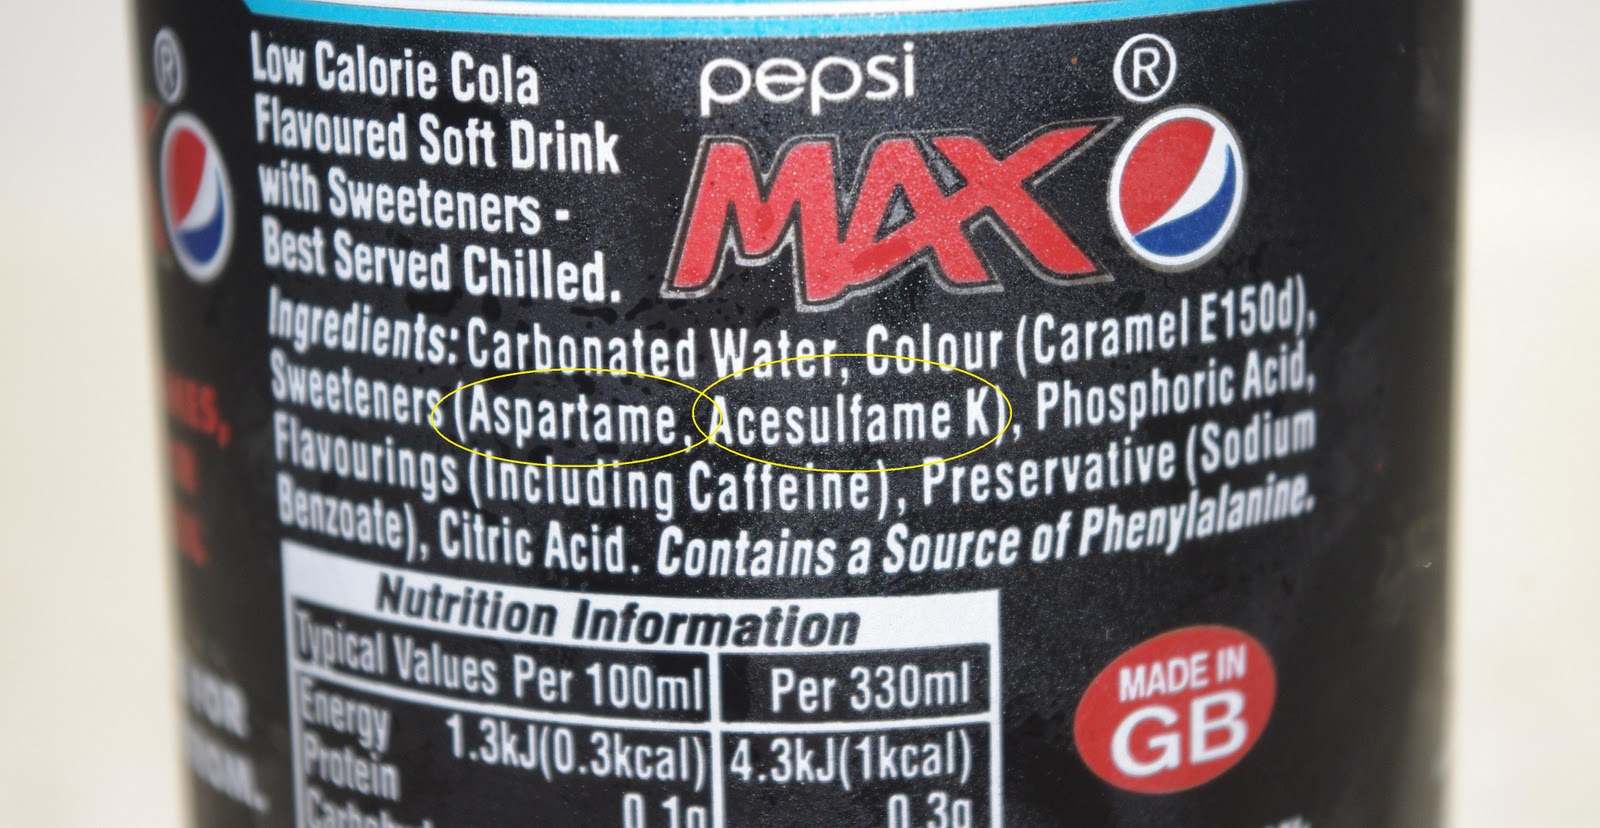 Low Calorie Cola
Flavoured Soft Drink
with Sweeteners -
Best Served Chilled.
pepsi ®
MAX
Ingredients: Carbonated Water, Colour (Caramel E150d),
Sweeteners (Aspartame, Acesulfame K), Phosphoric Acid,
Flavourings (Including Caffeine), Preservative (Sodium
Benzoate), Citric Acid. Contains a Source of Phenylalanine.
Nutrition Information
Typical Values Per 100ml Per 330ml
Energy 1.3kJ(0.3kcal) 4.3kJ(1kcal)
Protein 0.1g 0.3g
MADE IN
GB
®